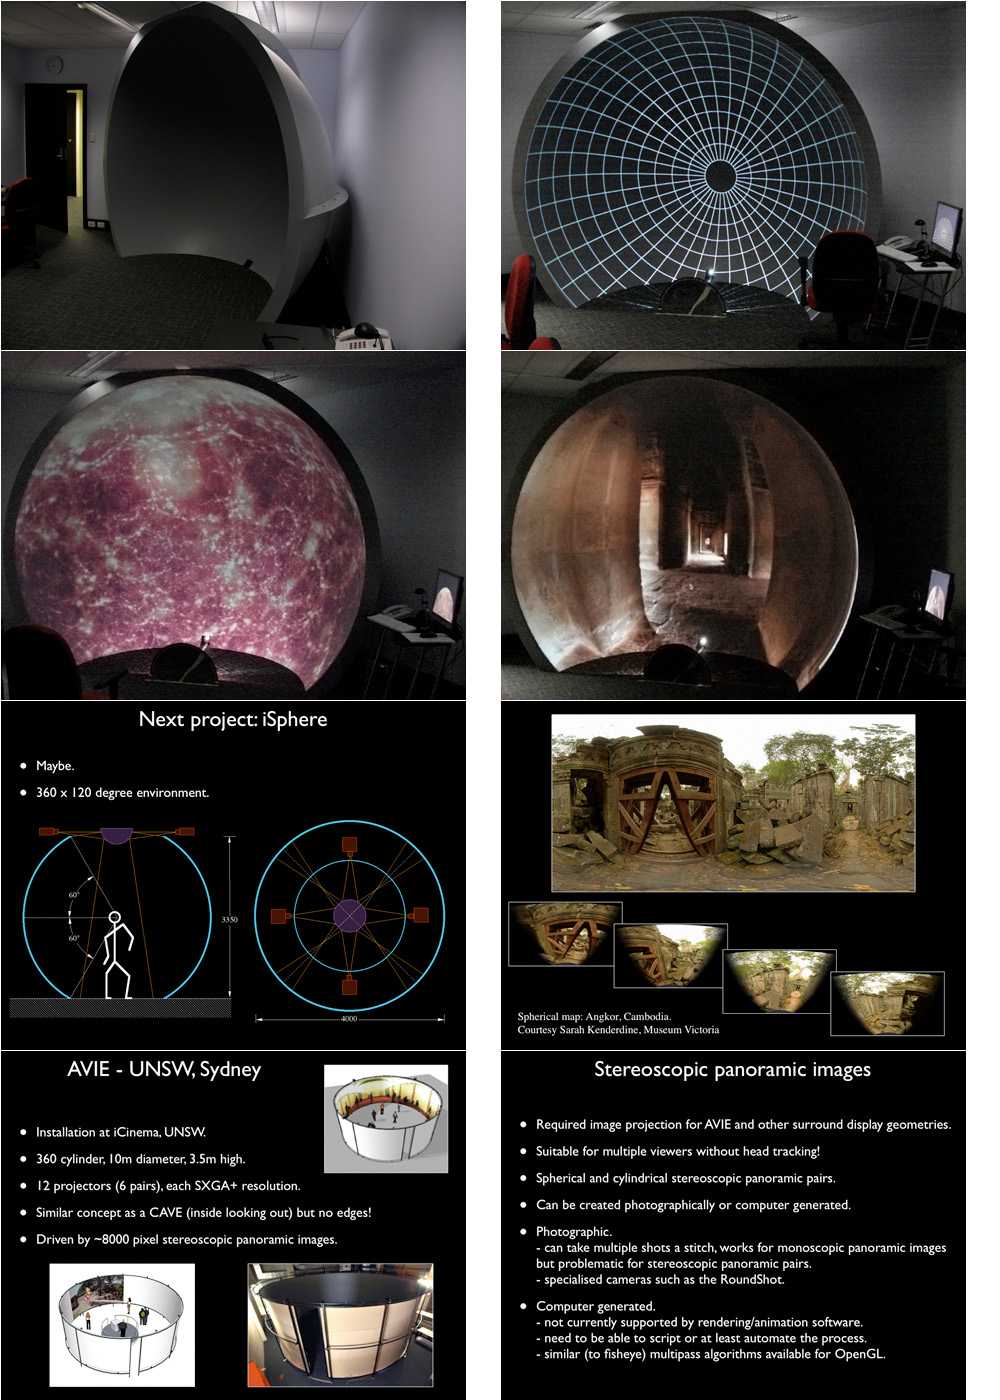 Next project: iSphere
Maybe.
360 x 120 degree environment.
60°
60°
3350
4000
Spherical map: Angkor, Cambodia.
Courtesy Sarah Kenderdine, Museum Victoria
AVIE - UNSW, Sydney
Installation at iCinema, UNSW.
360 cylinder, 10m diameter, 3.5m high.
12 projectors (6 pairs), each SXGA+ resolution.
Similar concept as a CAVE (inside looking out) but no edges!
Driven by ~8000 pixel stereoscopic panoramic images.
Stereoscopic panoramic images
Required image projection for AVIE and other surround display geometries.
Suitable for multiple viewers without head tracking!
Spherical and cylindrical stereoscopic panoramic pairs.
Can be created photographically or computer generated.
Photographic.
- can take multiple shots a stitch, works for monoscopic panoramic images
but problematic for stereoscopic panoramic pairs.
- specialised cameras such as the RoundShot.
Computer generated.
- not currently supported by rendering/animation software.
- need to be able to script or at least automate the process.
- similar (to fisheye) multipass algorithms available for OpenGL.